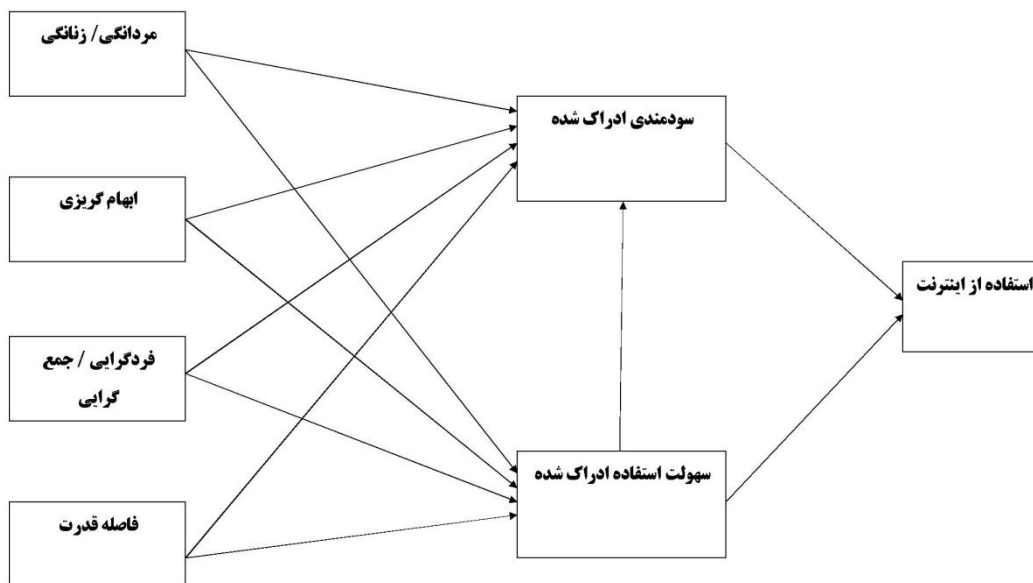 مردانگی/ زنانگی
سودمندی ادراک شده
ابهام گریزی
استفاده از اینترنت
فردگرایی / جمع
گرایی
سهولت استفاده ادراک شده
فاصله قدرت